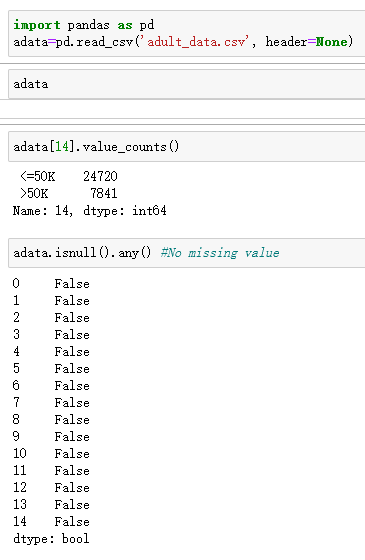 import pandas as pd
adata=pd.read_csv('adult_data.csv', header=None)
adata
adata[14].value_counts()
<=50K    24720
>50K      7841
Name: 14, dtype: int64
adata.isnull().any() #No missing value
0     False
1     False
2     False
3     False
4     False
5     False
6     False
7     False
8     False
9     False
10    False
11    False
12    False
13    False
14    False
dtype: bool